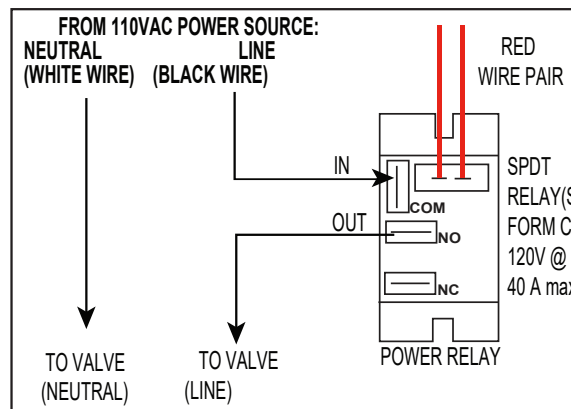 FROM 110VAC POWER SOURCE:
NEUTRAL
(WHITE WIRE)
LINE
(BLACK WIRE)
RED
WIRE PAIR
IN
COM
OUT
NO
NC
SPDT
RELAY(S
FORM C
120V @
40 A max
TO VALVE
(NEUTRAL)
TO VALVE
(LINE)
POWER RELAY